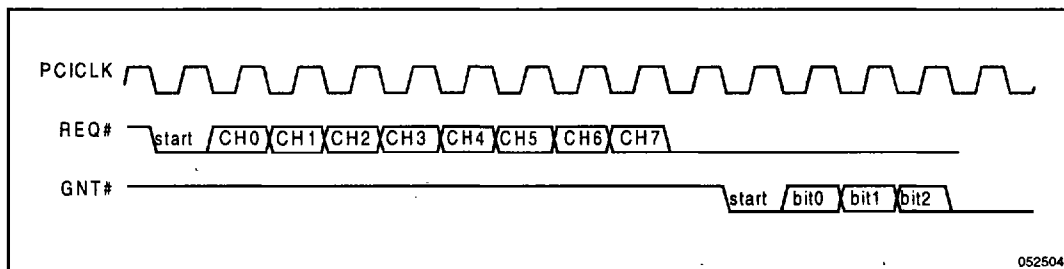 PCICLK
REQ# start CH0 CH1 CH2 CH3 CH4 CH5 CH6 CH7
GNT# start bit0 bit1 bit2
052504